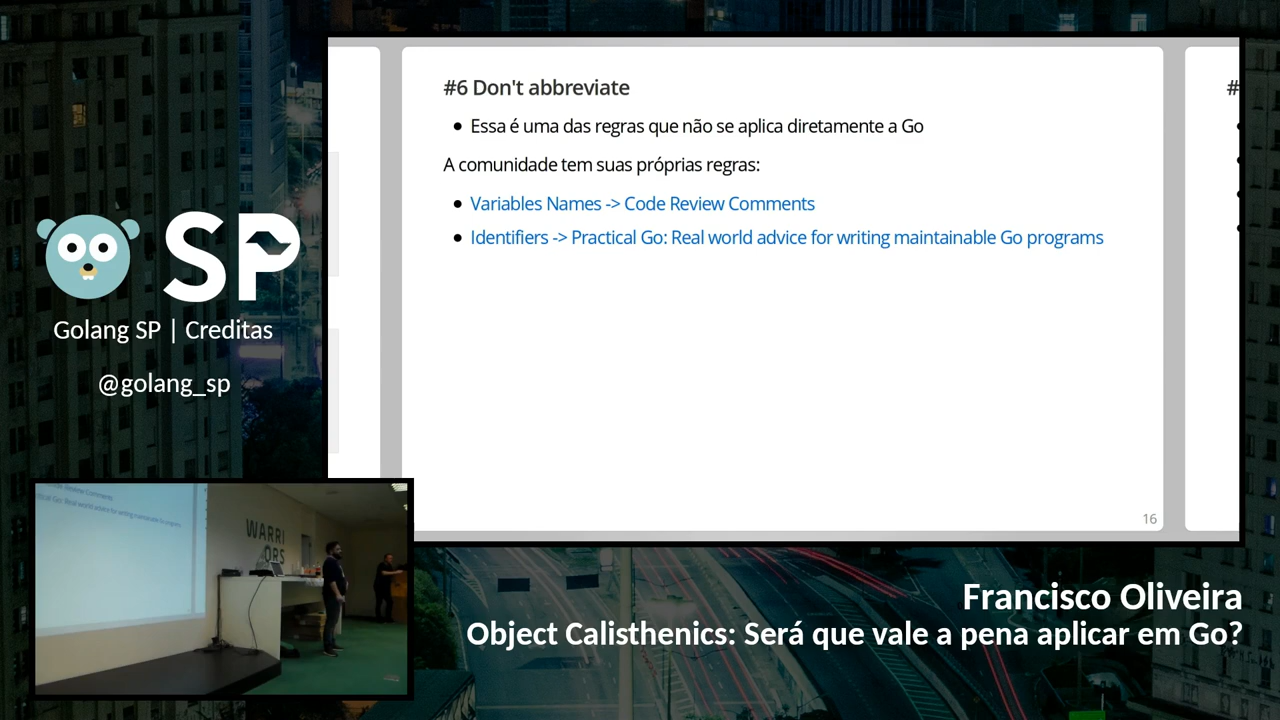 #6 Don't abbreviate
Essa é uma das regras que não se aplica diretamente a Go
A comunidade tem suas próprias regras:
Variables Names -> Code Review Comments
Identifiers -> Practical Go: Real world advice for writing maintainable Go programs
16
#
SP
Golang SP | Creditas
@golang_sp
WARRI
ORS
Francisco Oliveira
Object Calisthenics: Será que vale a pena aplicar em Go?